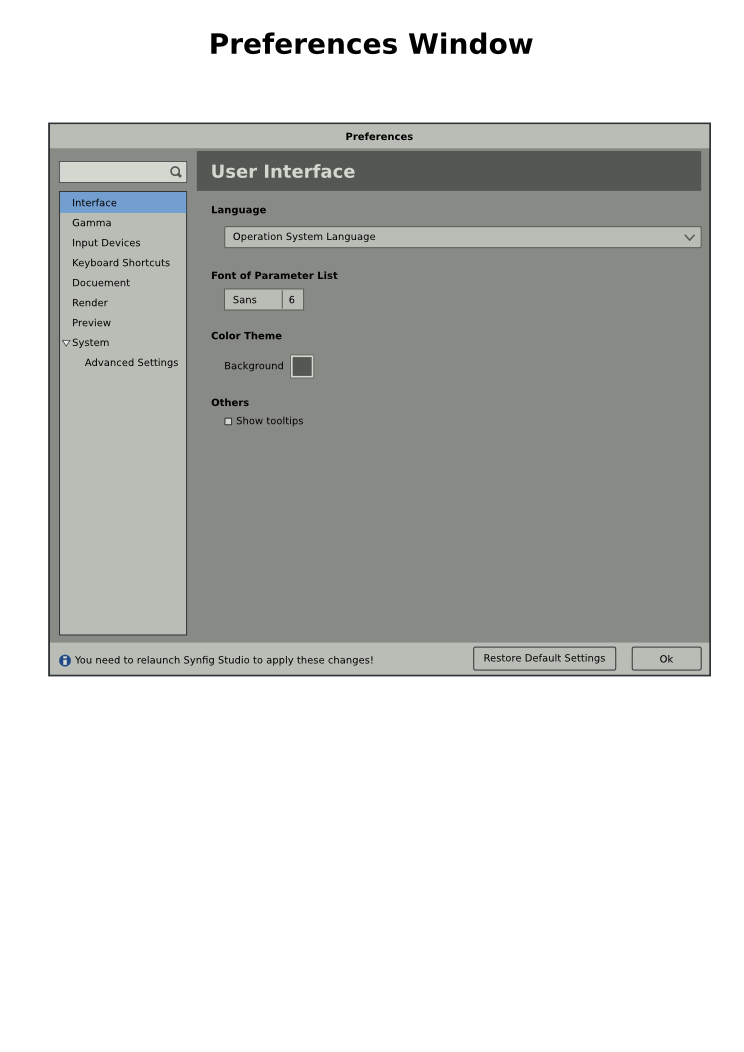 Preferences Window
Preferences
User Interface
Interface
Gamma
Input Devices
Keyboard Shortcuts
Docuement
Render
Preview
System
Advanced Settings
Language
Operation System Language
Font of Parameter List
Sans 6
Color Theme
Background
Others
Show tooltips
You need to relaunch Synfig Studio to apply these changes!
Restore Default Settings
Ok